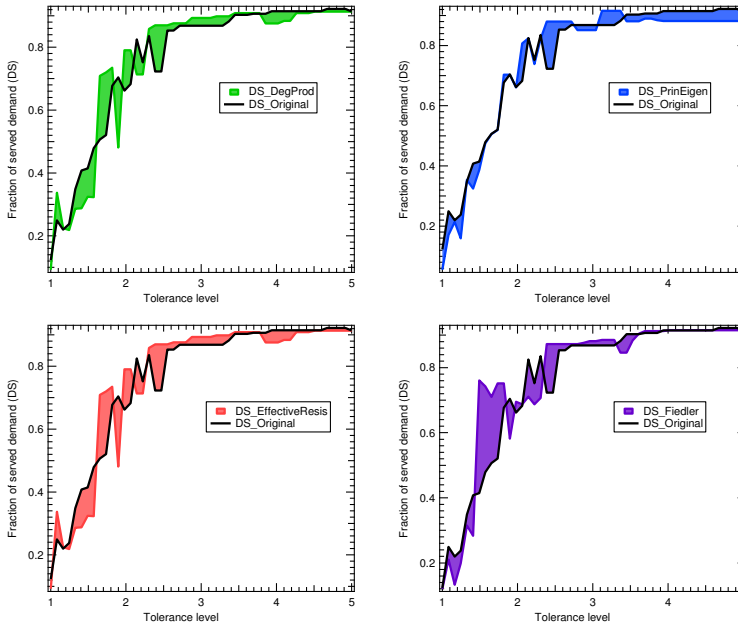 Fraction of served demand (DS)
0.8
0.6
0.4
0.2
DS_DegProd
DS_Original
1 2 3 4 5
Tolerance level
Fraction of served demand (DS)
0.8
0.6
0.4
0.2
DS_PrinEigen
DS_Original
1 2 3 4
Tolerance level
Fraction of served demand (DS)
0.8
0.6
0.4
0.2
DS_EffectiveResis
DS_Original
1 2 3 4 5
Tolerance level
Fraction of served demand (DS)
0.8
0.6
0.4
0.2
DS_Fiedler
DS_Original
1 2 3 4
Tolerance level